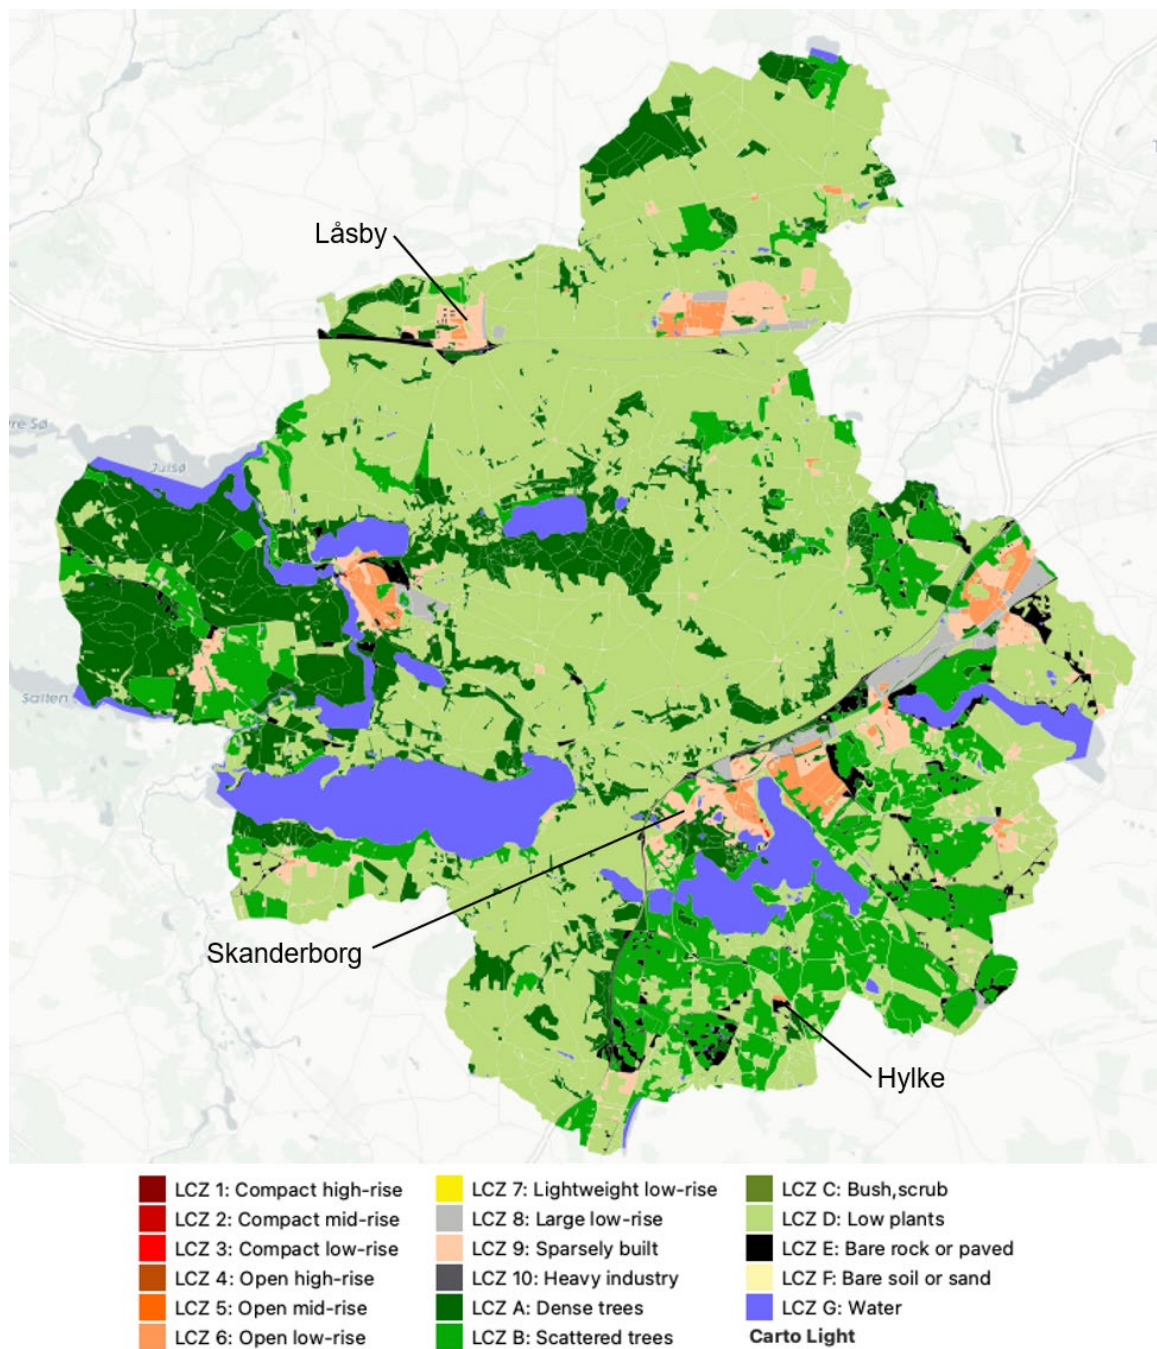 Låsby
re Sø
Julsø
Salten
Skanderborg
Hylke
LCZ 1: Compact high-rise
LCZ 2: Compact mid-rise
LCZ 3: Compact low-rise
LCZ 4: Open high-rise
LCZ 5: Open mid-rise
LCZ 6: Open low-rise
LCZ 7: Lightweight low-rise
LCZ 8: Large low-rise
LCZ 9: Sparsely built
LCZ 10: Heavy industry
LCZ A: Dense trees
LCZ B: Scattered trees
LCZ C: Bush,scrub
LCZ D: Low plants
LCZ E: Bare rock or paved
LCZ F: Bare soil or sand
LCZ G: Water
Carto Light